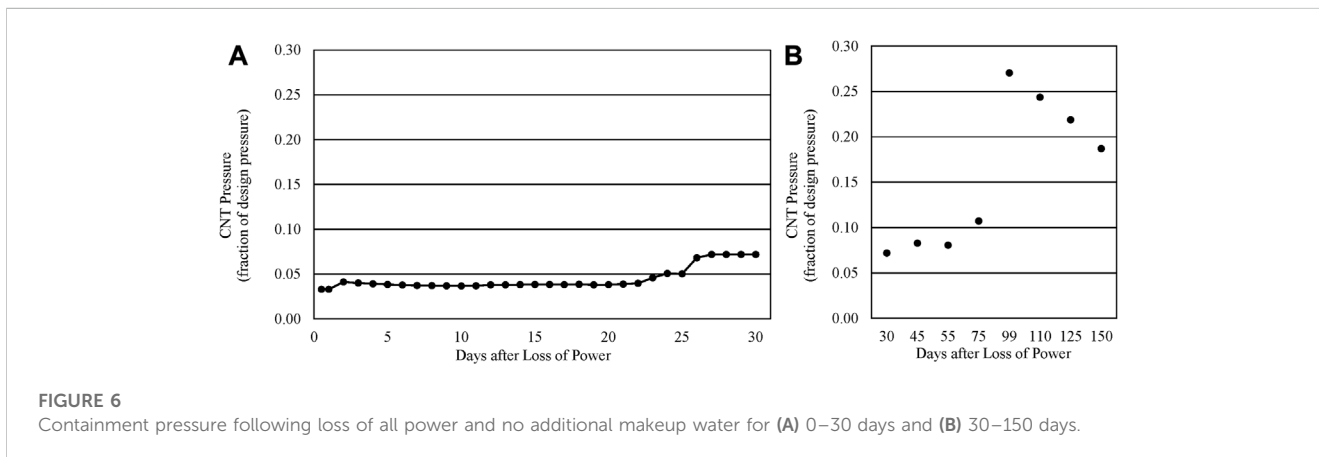 A
CNT Pressure
(fraction of design pressure)
0.30
0.25
0.20
0.15
0.10
0.05
0.00
0 5 10 15 20 25 30
Days after Loss of Power
B
CNT Pressure
(fraction of design pressure)
0.30
0.25
0.20
0.15
0.10
0.05
0.00
30 45 55 75 99 110 125 150
Days after Loss of Power
FIGURE 6
Containment pressure following loss of all power and no additional makeup water for (A) 0–30 days and (B) 30–150 days.